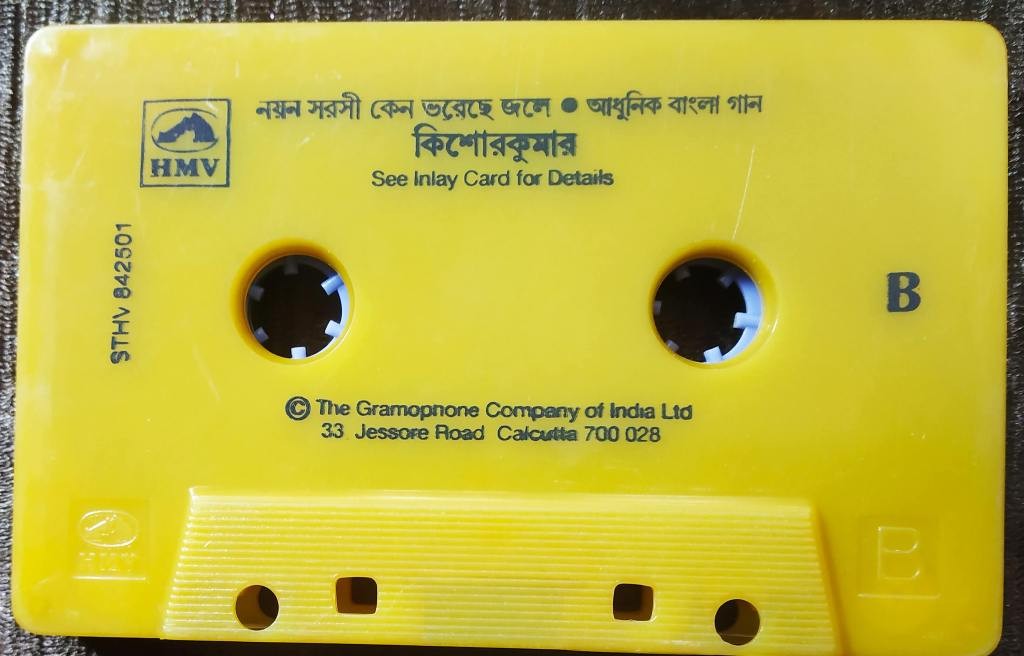 নয়ন সরসী কেন ভরেছে জলে ● আধুনিক বাংলা গান
কিশোরকুমার
See Inlay Card for Details
HMV
STHV 842501
B
© The Gramophone Company of India Ltd
33 Jessore Road Calcutta 700 028
HMV
B